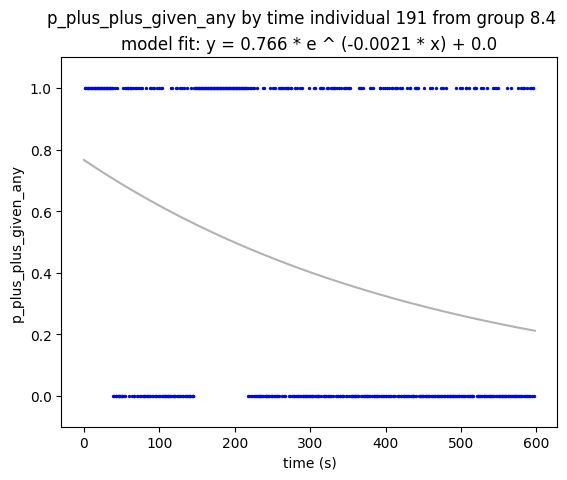 p_plus_plus_given_any by time individual 191 from group 8.4
model fit: y = 0.766 * e ^ (-0.0021 * x) + 0.0
1.0
0.8
0.6
0.4
0.2
0.0
p_plus_plus_given_any
0 100 200 300 400 500 600
time (s)